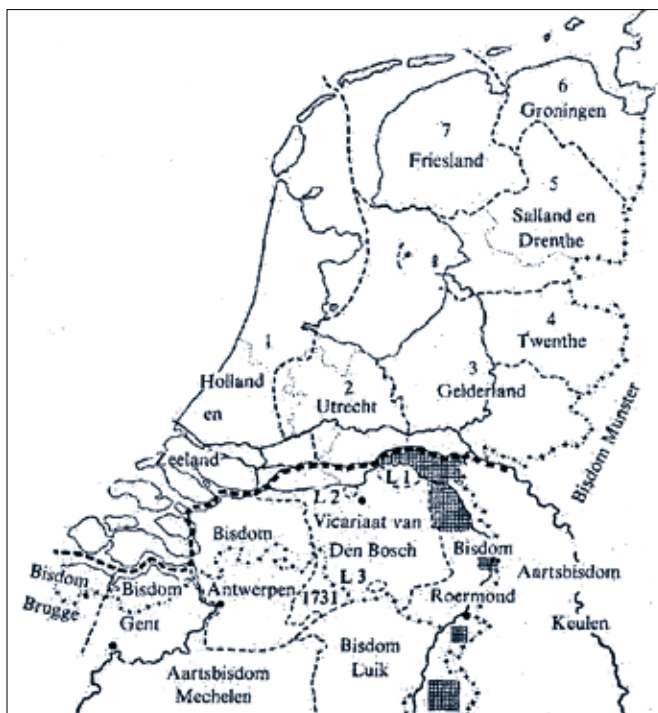 6
Groningen
7
Friesland
5
Salland en
Drenthe
4
Twenthe
1
Holland
en
3
Gelderland
2
Utrecht
Zeeland
Bisdom Munster
L 1
L 2
Bisdom
Vicariaat van
Den Bosch
Bisdom
Bisdom
Brugge
Bisdom
Gent
Antwerpen
L 3
1731
Roermond
Aartsbisdom
Keulen
Aartsbisdom
Mechelen
Bisdom
Luik